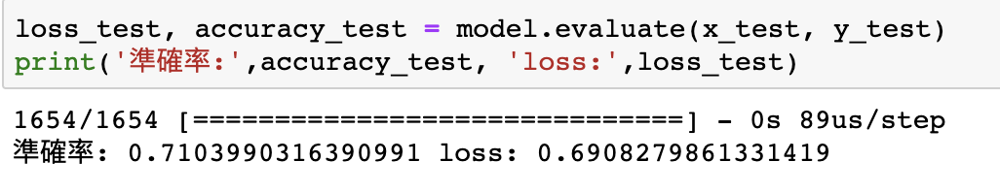 loss_test, accuracy_test = model.evaluate(x_test, y_test)
print('準確率:',accuracy_test, 'loss:',loss_test)
1654/1654 [==============================] - 0s 89us/step
準確率: 0.7103990316390991 loss: 0.6908279861331419